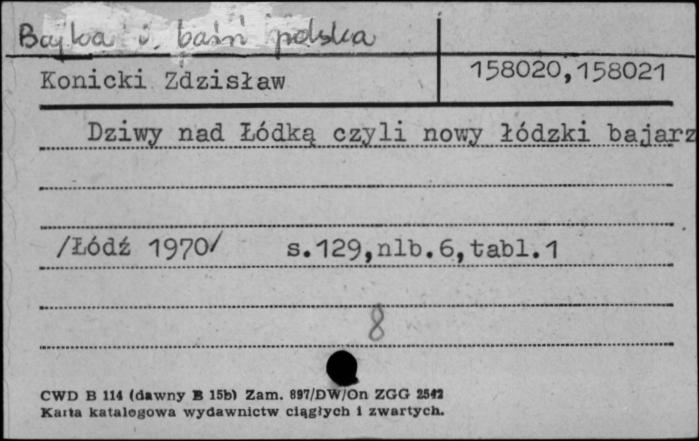 Bajka i baśń polska
Konicki Zdzisław
158020,158021
Dziwy nad Łódką czyli nowy łódzki bajarz
/Łódź 1970/ s.129,nlb.6,tabl.1
8
CWD B 114 (dawny B 15b) Zam. 897/DW/On ZGG 2542
Karta katalogowa wydawnictw ciągłych i zwartych.